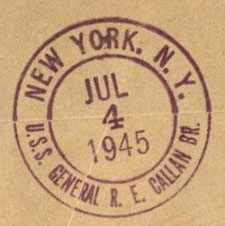 NEW YORK. N.Y.
JUL
4
1945
U.S.S. GENERAL R. E. CALLAN BR.